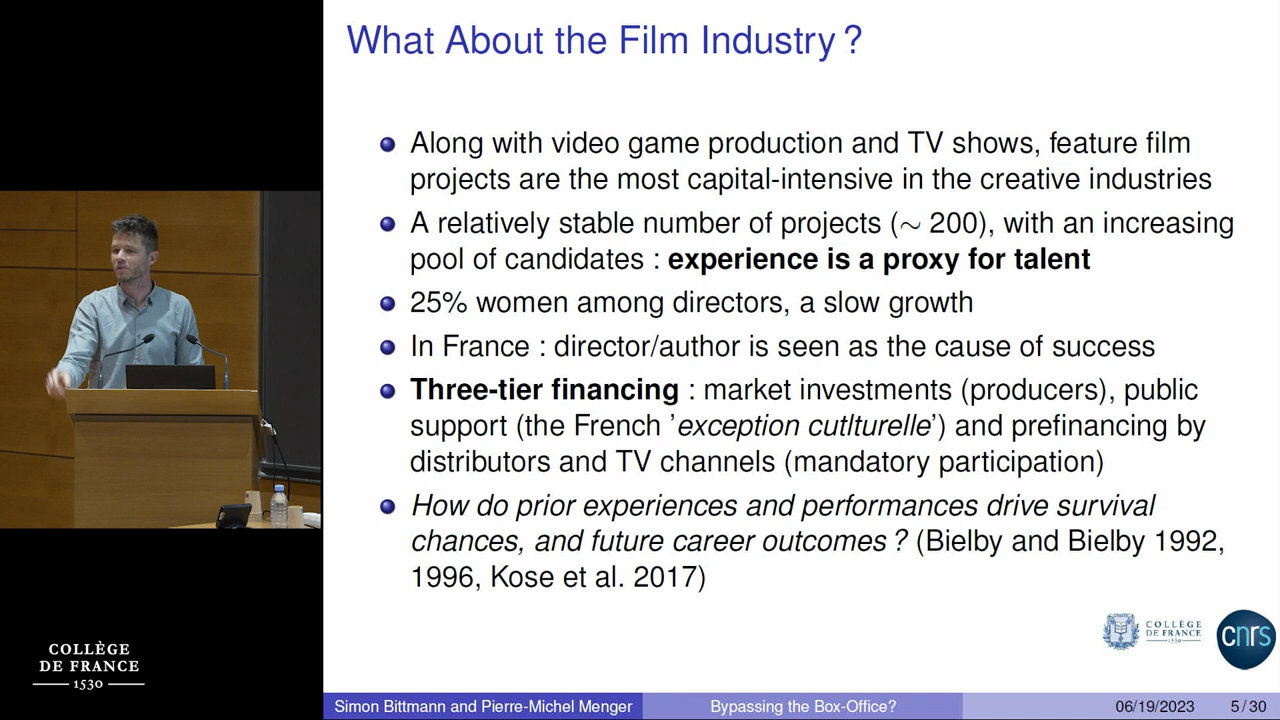 What About the Film Industry ?
Along with video game production and TV shows, feature film
projects are the most capital-intensive in the creative industries
A relatively stable number of projects (∼ 200), with an increasing
pool of candidates : experience is a proxy for talent
25% women among directors, a slow growth
In France : director/author is seen as the cause of success
Three-tier financing : market investments (producers), public
support (the French 'exception cutlturelle') and prefinancing by
distributors and TV channels (mandatory participation)
How do prior experiences and performances drive survival
chances, and future career outcomes ? (Bielby and Bielby 1992,
1996, Kose et al. 2017)
COLLÈGE
DE FRANCE
1530
COLLÈGE
DE FRANCE
1530
cnrs
Simon Bittmann and Pierre-Michel Menger
Bypassing the Box-Office?
06/19/2023
5 / 30